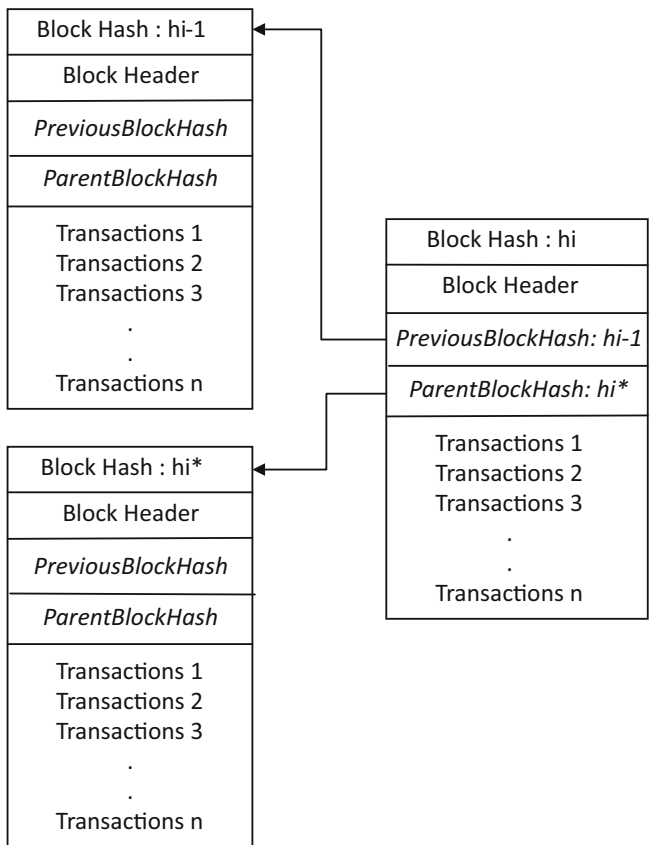 Block Hash : hi-1
Block Header
PreviousBlockHash
ParentBlockHash
Transactions 1
Transactions 2
Transactions 3
.
.
Transactions n
Block Hash : hi*
Block Header
PreviousBlockHash
ParentBlockHash
Transactions 1
Transactions 2
Transactions 3
.
.
Transactions n
Block Hash : hi
Block Header
PreviousBlockHash: hi-1
ParentBlockHash: hi*
Transactions 1
Transactions 2
Transactions 3
.
.
Transactions n